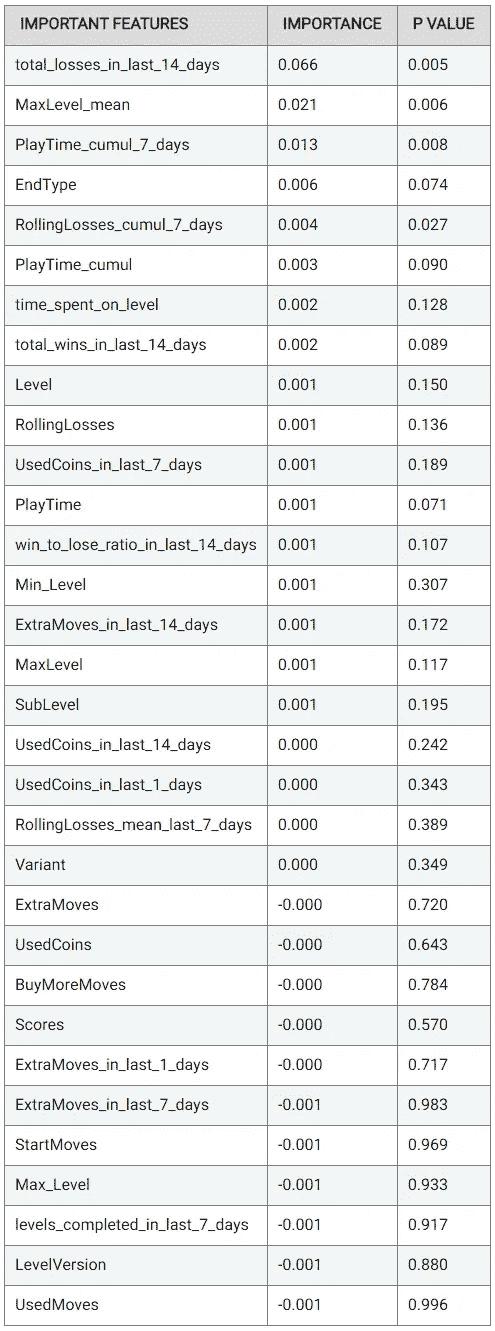 IMPORTANT FEATURES IMPORTANCE P VALUE
total_losses_in_last_14_days 0.066 0.005
MaxLevel_mean 0.021 0.006
PlayTime_cumul_7_days 0.013 0.008
EndType 0.006 0.074
RollingLosses_cumul_7_days 0.004 0.027
PlayTime_cumul 0.003 0.090
time_spent_on_level 0.002 0.128
total_wins_in_last_14_days 0.002 0.089
Level 0.001 0.150
RollingLosses 0.001 0.136
UsedCoins_in_last_7_days 0.001 0.189
PlayTime 0.001 0.071
win_to_lose_ratio_in_last_14_days 0.001 0.107
Min_Level 0.001 0.307
ExtraMoves_in_last_14_days 0.001 0.172
MaxLevel 0.001 0.117
SubLevel 0.001 0.195
UsedCoins_in_last_14_days 0.000 0.242
UsedCoins_in_last_1_days 0.000 0.343
RollingLosses_mean_last_7_days 0.000 0.389
Variant 0.000 0.349
ExtraMoves -0.000 0.720
UsedCoins -0.000 0.643
BuyMoreMoves -0.000 0.784
Scores -0.000 0.570
ExtraMoves_in_last_1_days -0.000 0.717
ExtraMoves_in_last_7_days -0.001 0.983
StartMoves -0.001 0.969
Max_Level -0.001 0.933
levels_completed_in_last_7_days -0.001 0.917
LevelVersion -0.001 0.880
UsedMoves -0.001 0.996